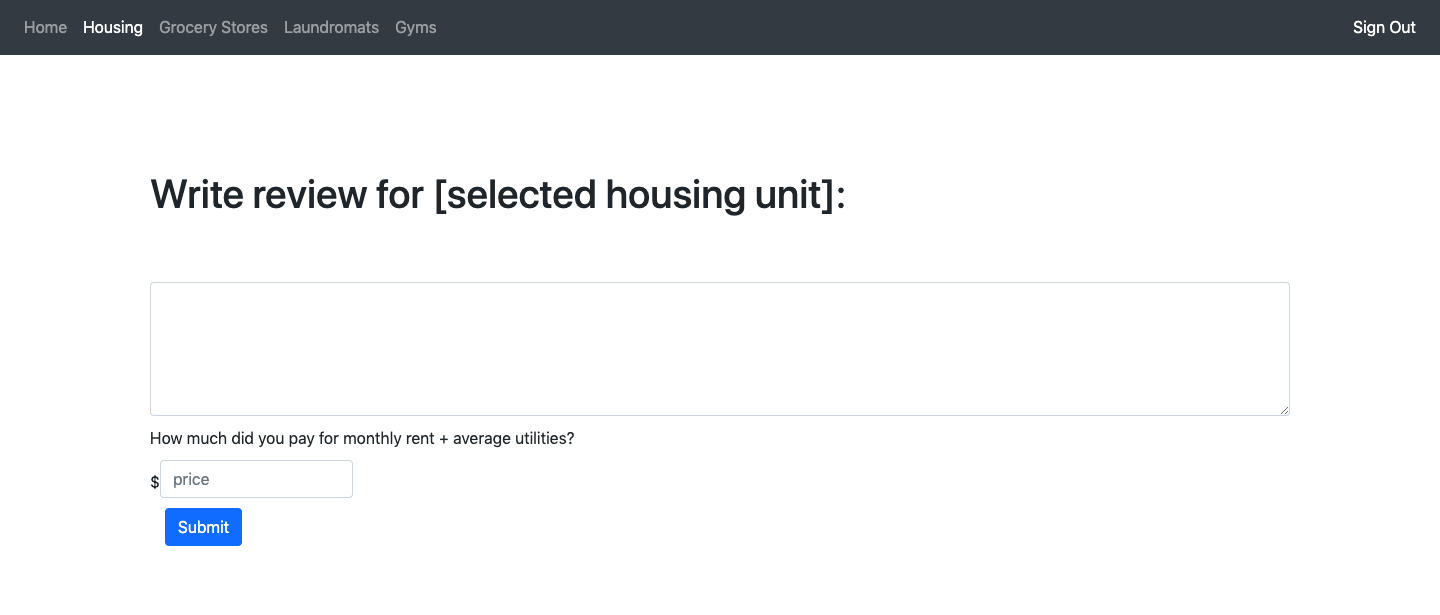 Home Housing Grocery Stores Laundromats Gyms Sign Out
Write review for [selected housing unit]:
How much did you pay for monthly rent + average utilities?
$ price
Submit